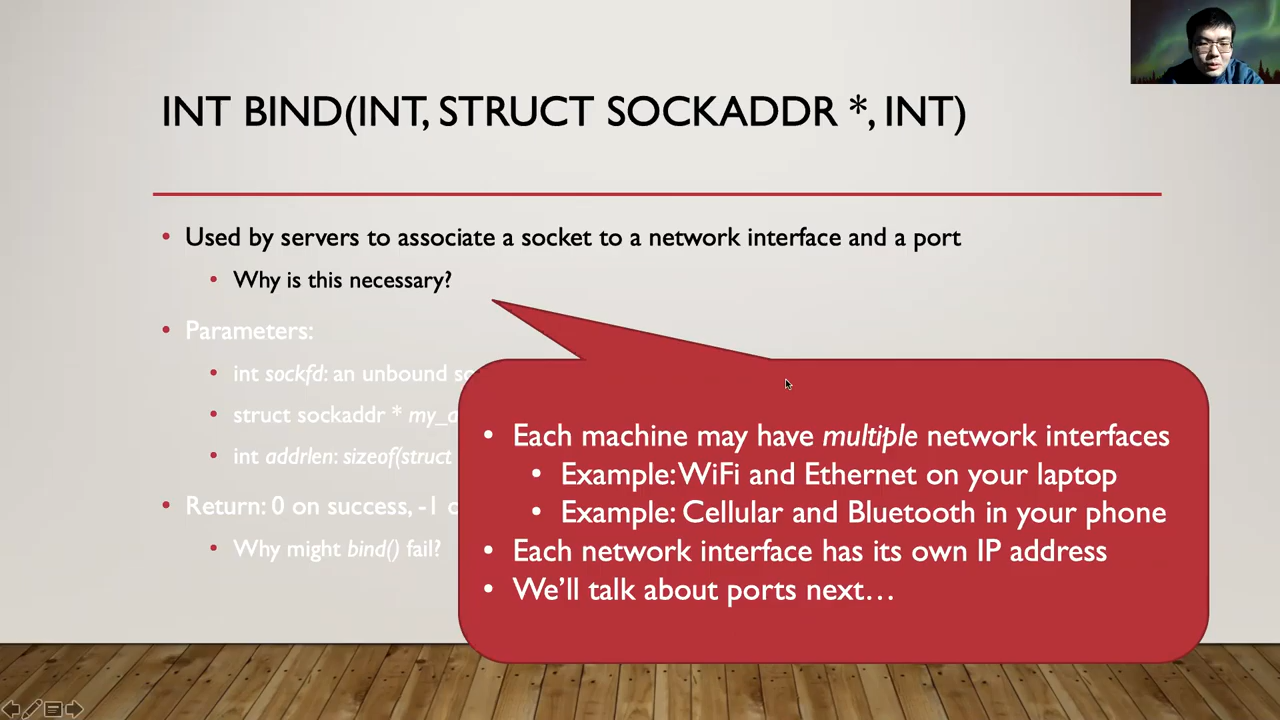 INT BIND(INT, STRUCT SOCKADDR *, INT)
• Used by servers to associate a socket to a network interface and a port
• Why is this necessary?
• Parameters:
• int sockfd: an unbound
• struct sockaddr *
• int addrlen: sizeof(struct
• Return: 0 on success, -1
• Why might bind() fail?
• Each machine may have multiple network interfaces
• Example: WiFi and Ethernet on your laptop
• Example: Cellular and Bluetooth in your phone
• Each network interface has its own IP address
• We'll talk about ports next…